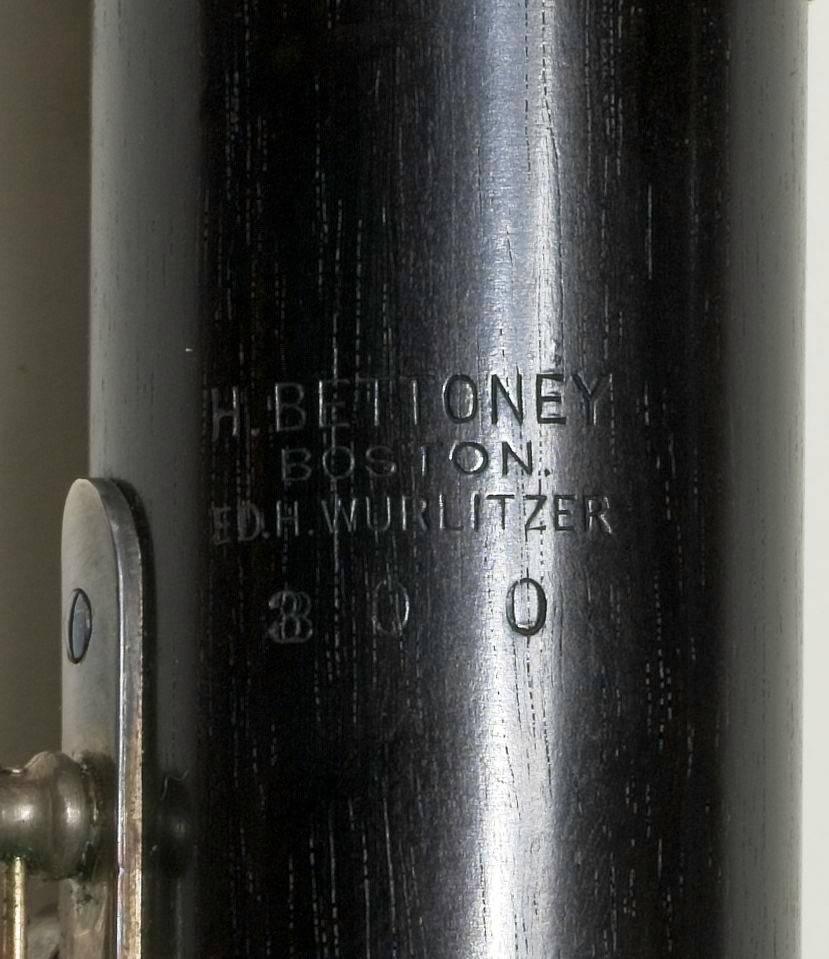 H. BETTONEY
BOSTON.
ED. H. WURLITZER
300